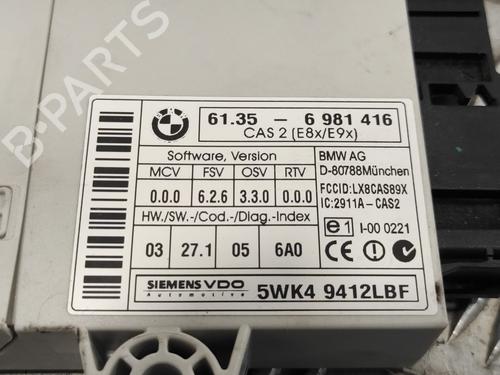 BMW
61.35 - 6 981 416
CAS 2 (E8x/E9x)
Software, Version
MCV FSV OSV RTV
0.0.0 6.2.6 3.3.0 0.0.0
HW./SW.-/Cod.-/Diag.-Index
03 27.1 05 6A0
BMW AG
D-80788München
FCCID:LX8CAS89X
IC:2911A-CAS2
e1 I-00 0221
CE
SIEMENS VDO
Automotive
5WK4 9412LBF
B-PARTS